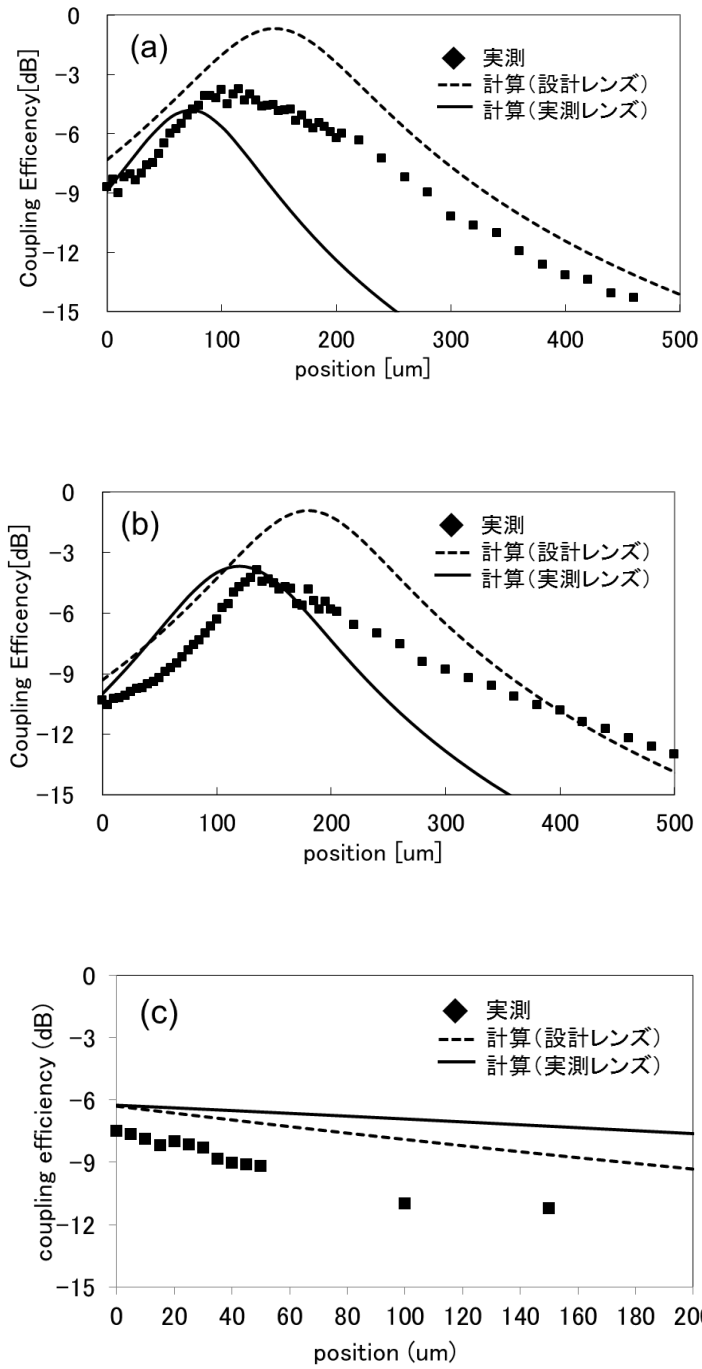 (a)
実測
計算(設計レンズ)
計算(実測レンズ)
Coupling Efficency[dB]
0
-3
-6
-9
-12
-15
0 100 200 300 400 500
position [um]
(b)
実測
計算(設計レンズ)
計算(実測レンズ)
Coupling Efficency[dB]
0
-3
-6
-9
-12
-15
0 100 200 300 400 500
position [um]
(c)
実測
計算(設計レンズ)
計算(実測レンズ)
coupling efficiency (dB)
0
-3
-6
-9
-12
-15
0 20 40 60 80 100 120 140 160 180 200
position (um)